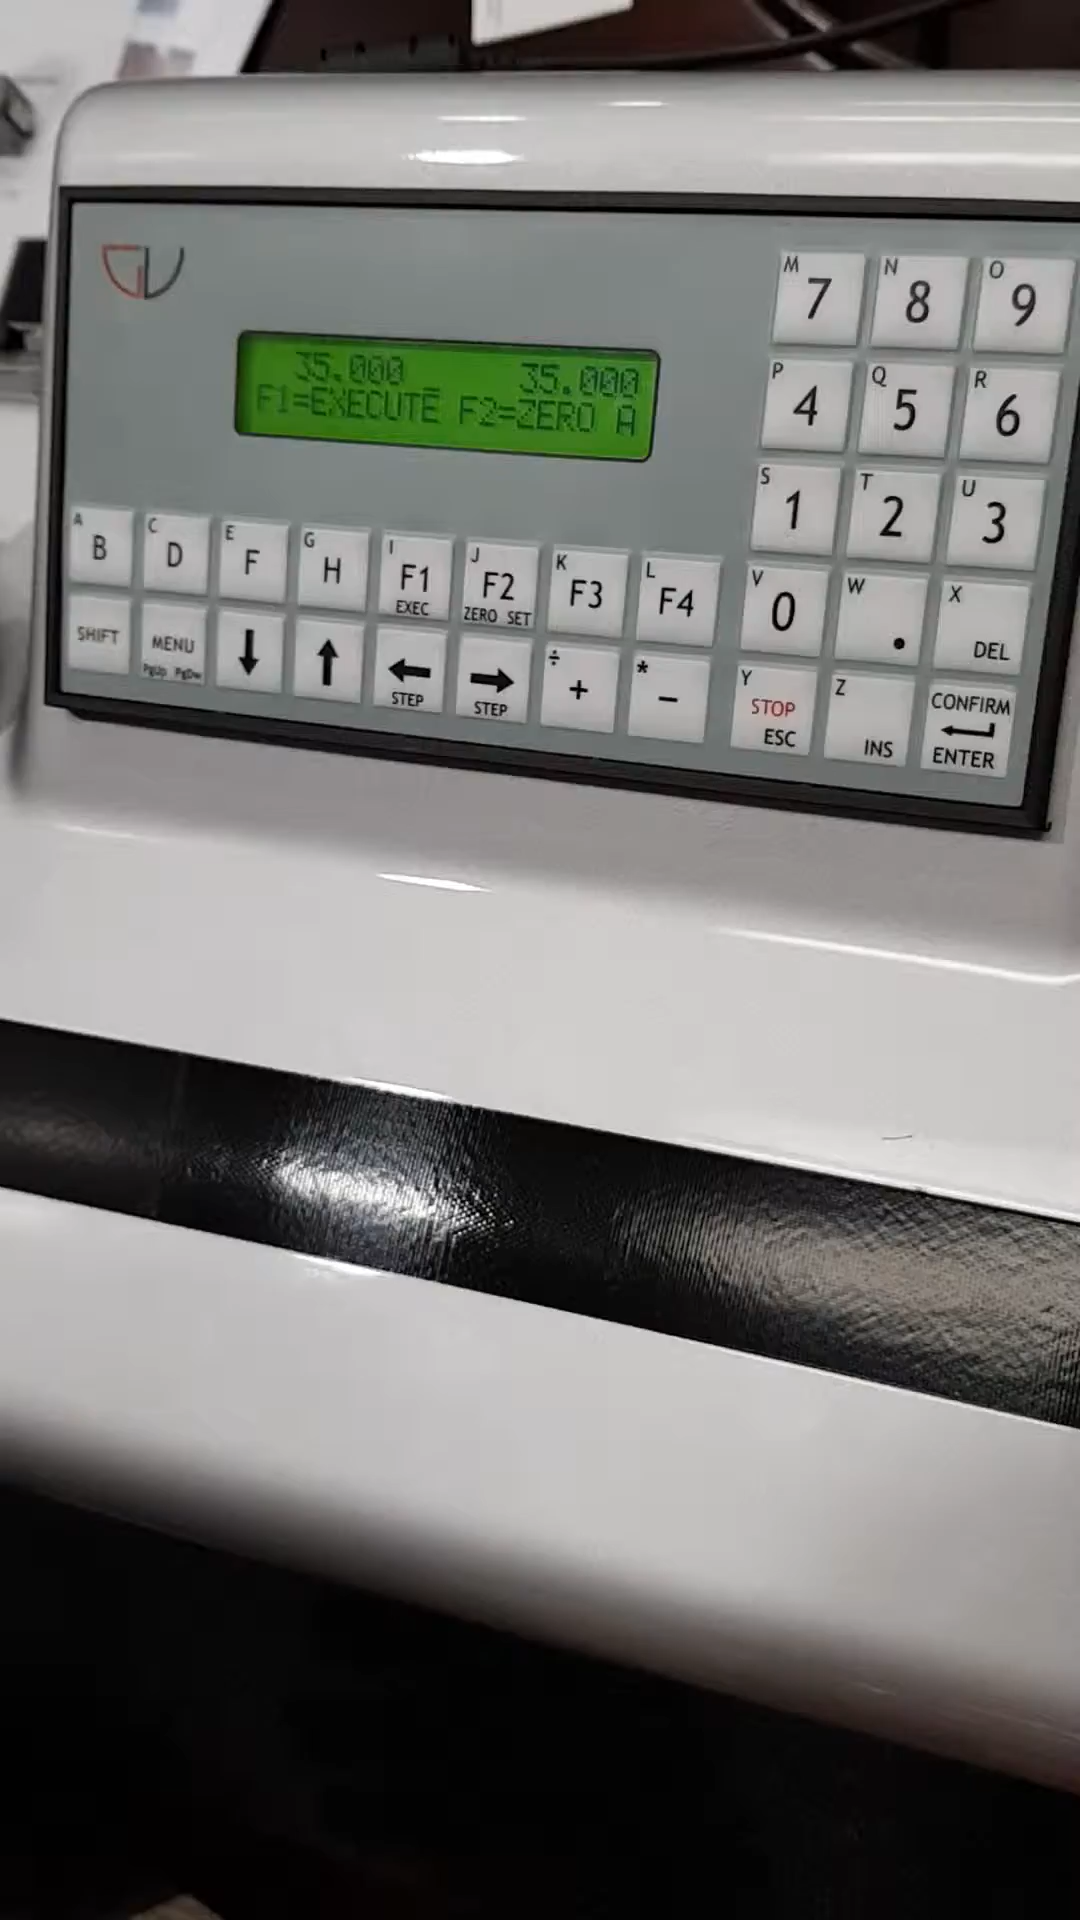 35.000 35.000
F1=EXECUTE F2=ZERO A
M 7 N 8 O 9
P 4 Q 5 R 6
S 1 T 2 U 3
A B C D E F G H I F1 EXEC J F2 ZERO SET K F3 L F4 V 0 W . X DEL
SHIFT MENU PgUp PgDw ↓ ↑ ← STEP → STEP ÷ + * - Y STOP ESC Z INS CONFIRM ↵ ENTER